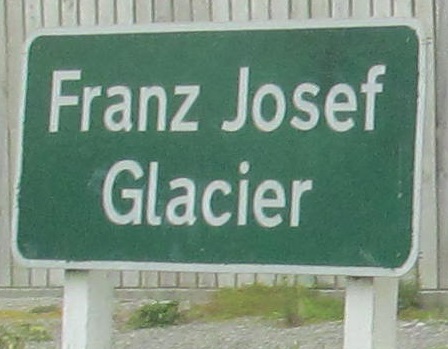 Franz Josef
Glacier